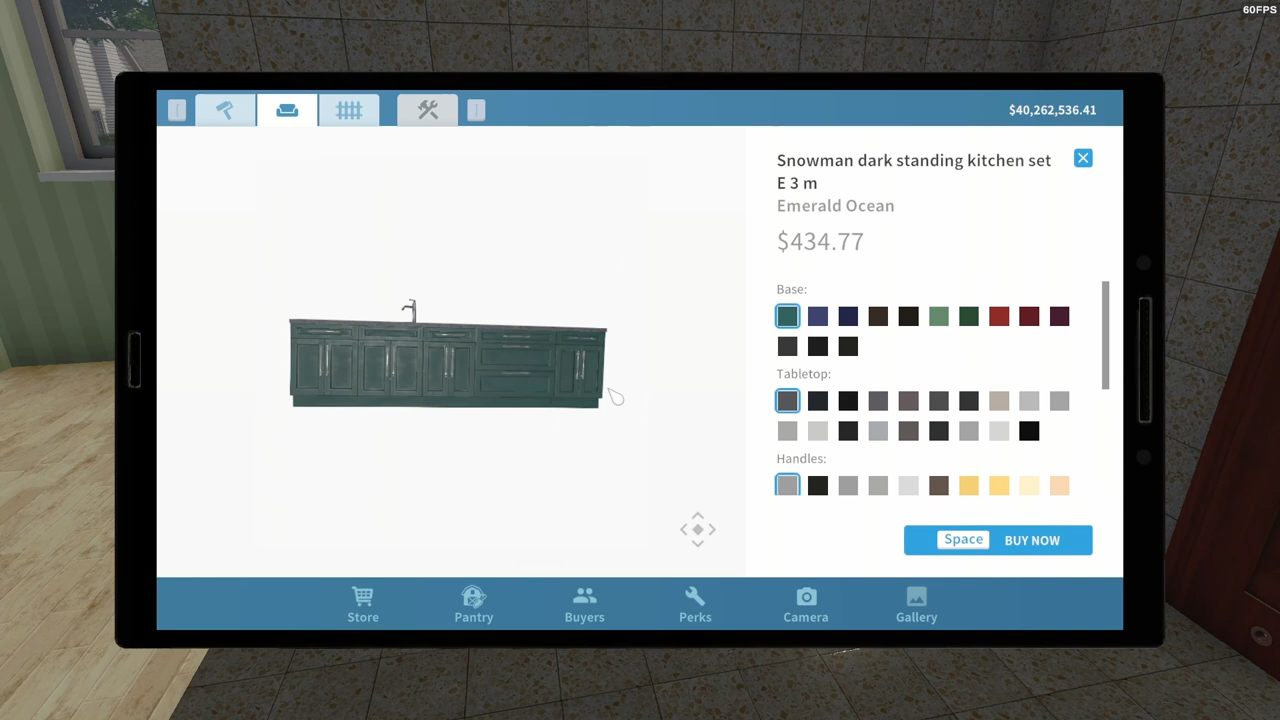 60FPS
$40,262,536.41
Snowman dark standing kitchen set
E 3 m
Emerald Ocean
$434.77
Base:
Tabletop:
Handles:
Space BUY NOW
Store Pantry Buyers Perks Camera Gallery